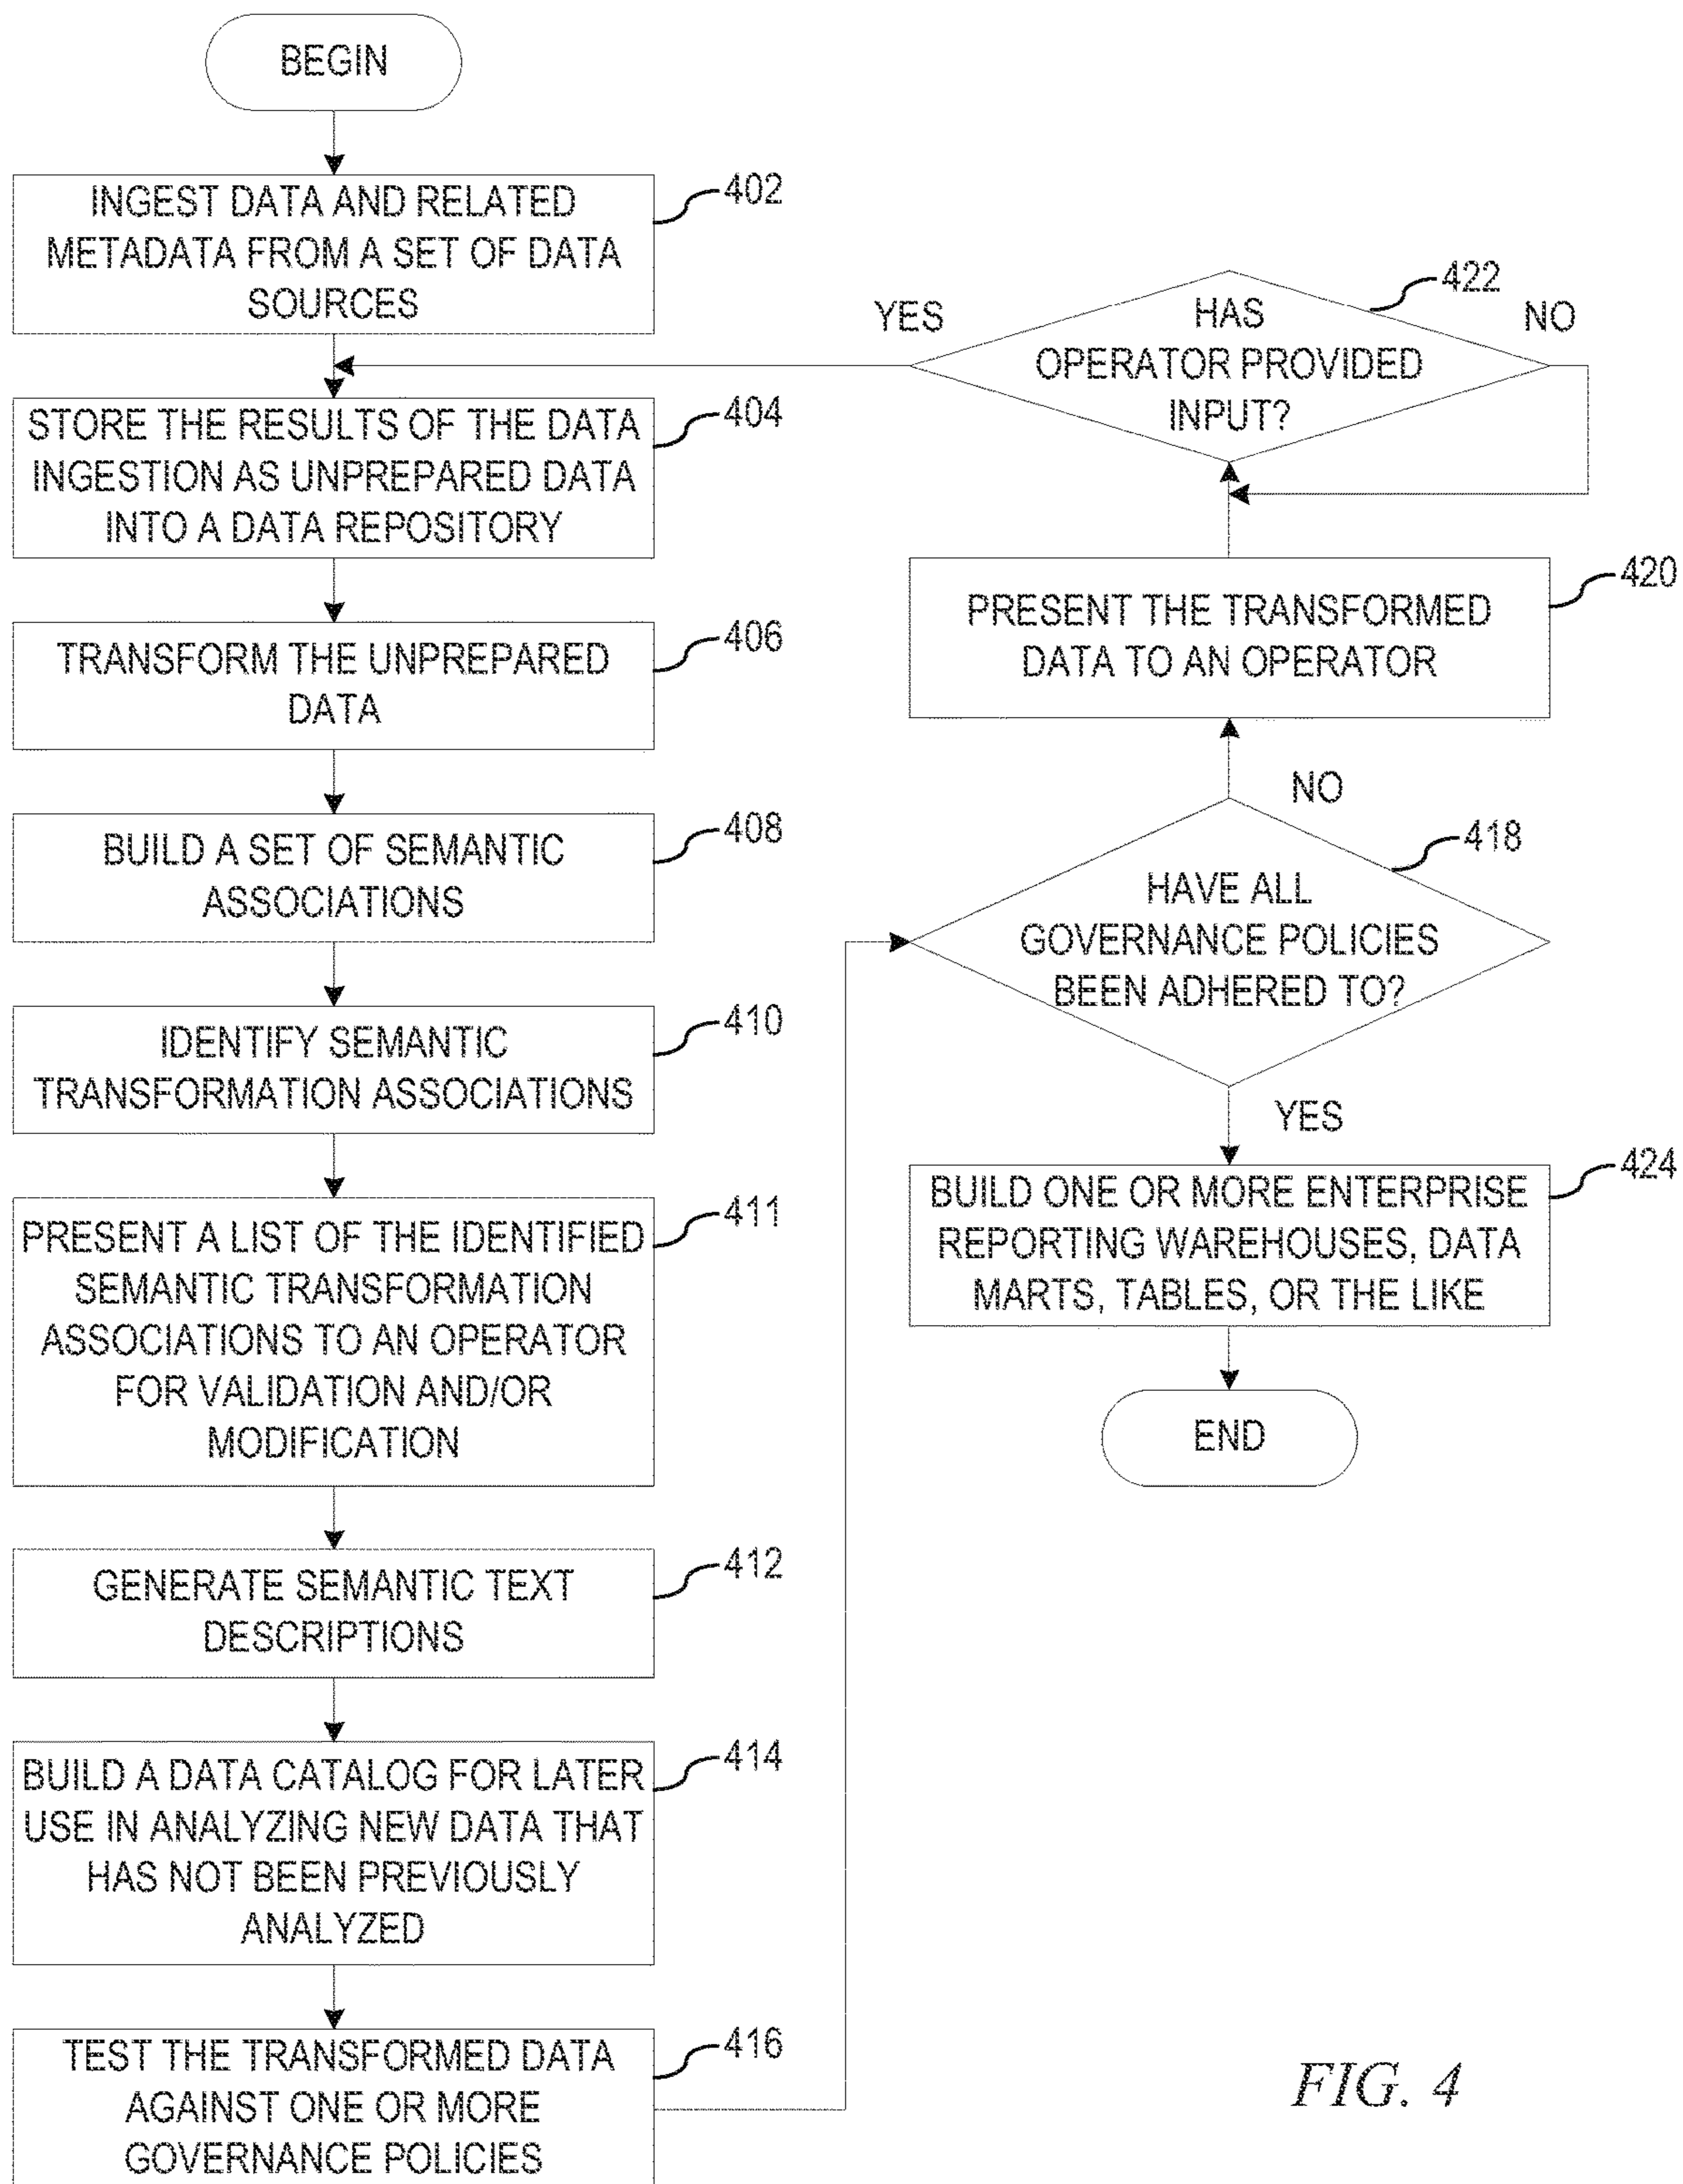 BEGIN
INGEST DATA AND RELATED
METADATA FROM A SET OF DATA
SOURCES
402
STORE THE RESULTS OF THE DATA
INGESTION AS UNPREPARED DATA
INTO A DATA REPOSITORY
404
TRANSFORM THE UNPREPARED
DATA
406
BUILD A SET OF SEMANTIC
ASSOCIATIONS
408
IDENTIFY SEMANTIC
TRANSFORMATION ASSOCIATIONS
410
PRESENT A LIST OF THE IDENTIFIED
SEMANTIC TRANSFORMATION
ASSOCIATIONS TO AN OPERATOR
FOR VALIDATION AND/OR
MODIFICATION
411
GENERATE SEMANTIC TEXT
DESCRIPTIONS
412
BUILD A DATA CATALOG FOR LATER
USE IN ANALYZING NEW DATA THAT
HAS NOT BEEN PREVIOUSLY
ANALYZED
414
TEST THE TRANSFORMED DATA
AGAINST ONE OR MORE
GOVERNANCE POLICIES
416
YES
HAS
OPERATOR PROVIDED
INPUT?
422
NO
PRESENT THE TRANSFORMED
DATA TO AN OPERATOR
420
NO
HAVE ALL
GOVERNANCE POLICIES
BEEN ADHERED TO?
418
YES
BUILD ONE OR MORE ENTERPRISE
REPORTING WAREHOUSES, DATA
MARTS, TABLES, OR THE LIKE
424
END
FIG. 4